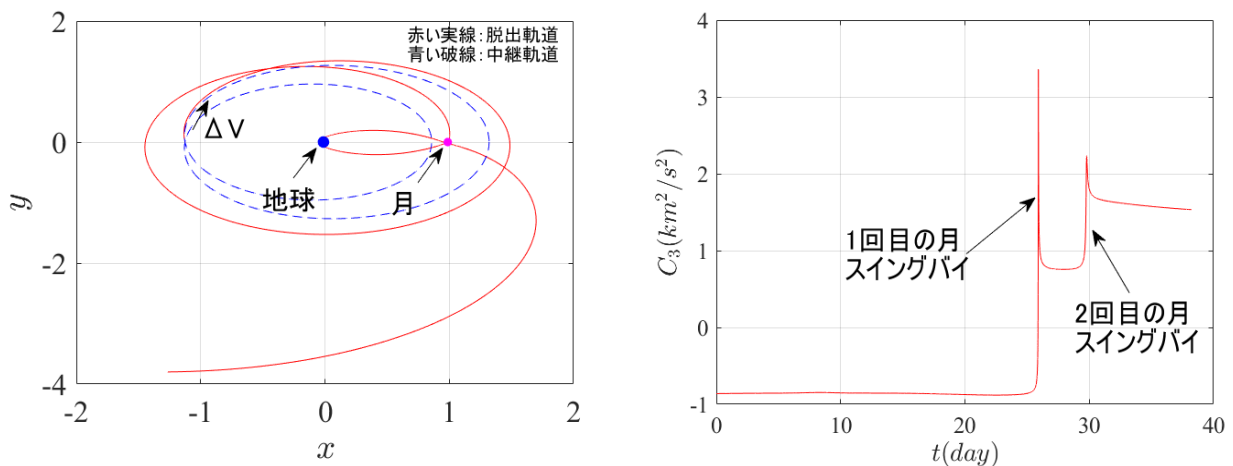 赤い実線：脱出軌道
青い破線：中継軌道
2
0
-2
-4
y
ΔV
地球
月
-2
-1
0
1
2
x
4
3
2
1
0
-1
C₃(km²/s²)
1回目の月
スイングバイ
2回目の月
スイングバイ
0
10
20
30
40
t(day)